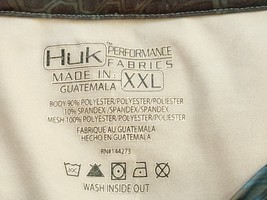 Huk PERFORMANCE
FABRICS
MADE IN: XXL
GUATEMALA
BODY 90% POLYESTER/POLYESTER/POLIESTER
10% SPANDEX/SPANDEX/SPANDEX
MESH 100% POLYESTER/POLYESTER/POLIESTER
FABRIQUE AU GUATEMALA
HECHO EN GUATEMALA
RN#144273
WASH INSIDE OUT